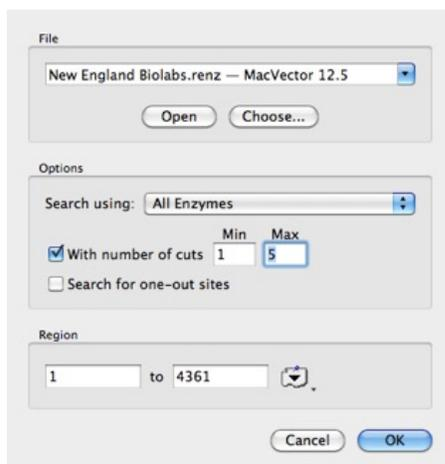 File
New England Biolabs.renz — MacVector 12.5
Open Choose...
Options
Search using: All Enzymes
Min Max
With number of cuts 1 5
Search for one-out sites
Region
1 to 4361
Cancel OK